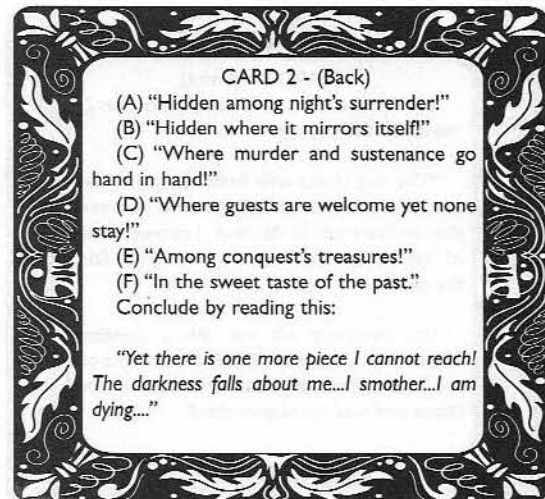 CARD 2 - (Back)
(A) “Hidden among night’s surrender!”
(B) “Hidden where it mirrors itself!”
(C) “Where murder and sustenance go
hand in hand!”
(D) “Where guests are welcome yet none
stay!”
(E) “Among conquest’s treasures!”
(F) “In the sweet taste of the past.”
Conclude by reading this:
“Yet there is one more piece I cannot reach!
The darkness falls about me...I smother...I am
dying....”